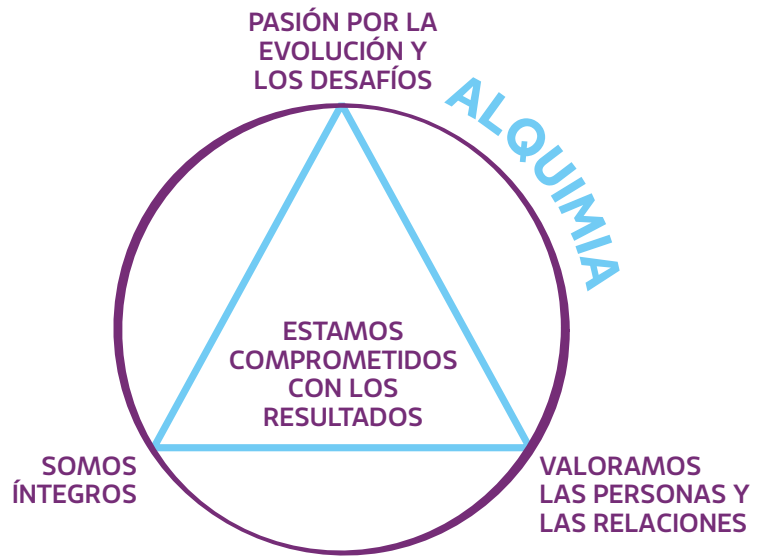 PASIÓN POR LA
EVOLUCIÓN Y
LOS DESAFÍOS
ALQUIMIA
ESTAMOS
COMPROMETIDOS
CON LOS
RESULTADOS
SOMOS
ÍNTEGROS
VALORAMOS
LAS PERSONAS Y
LAS RELACIONES